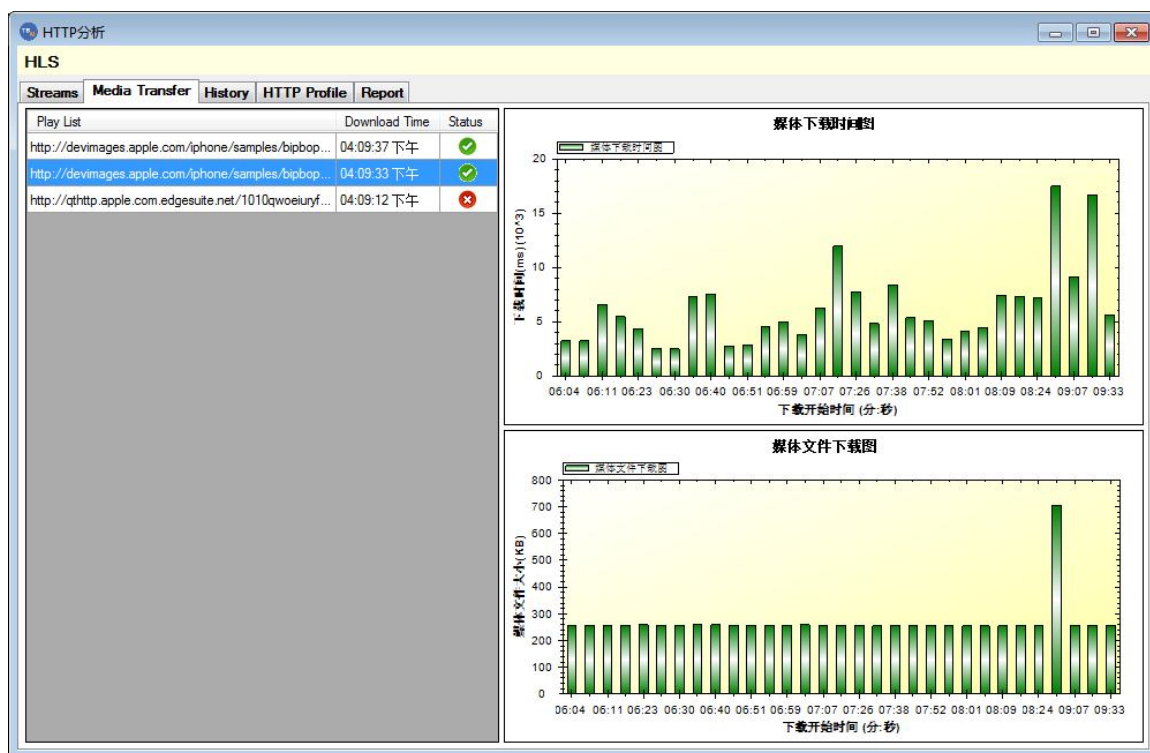 HTTP分析
HLS
Streams Media Transfer History HTTP Profile Report
Play List Download Time Status
http://devimages.apple.com/iphone/samples/bipbop... 04:09:37 下午
http://devimages.apple.com/iphone/samples/bipbop... 04:09:33 下午
http://qthttp.apple.com.edgesuite.net/1010qwoeiuryf... 04:09:12 下午
媒体下载时间图
媒体下载时间图
20
15
10
5
0
下载时间(ms)(10^3)
06:04 06:11 06:23 06:30 06:40 06:51 06:59 07:07 07:26 07:38 07:52 08:01 08:09 08:24 09:07 09:33
下载开始时间 (分:秒)
媒体文件下载图
媒体文件下载图
800
700
600
500
400
300
200
100
0
媒体文件大小(KB)
06:04 06:11 06:23 06:30 06:40 06:51 06:59 07:07 07:26 07:38 07:52 08:01 08:09 08:24 09:07 09:33
下载开始时间 (分:秒)